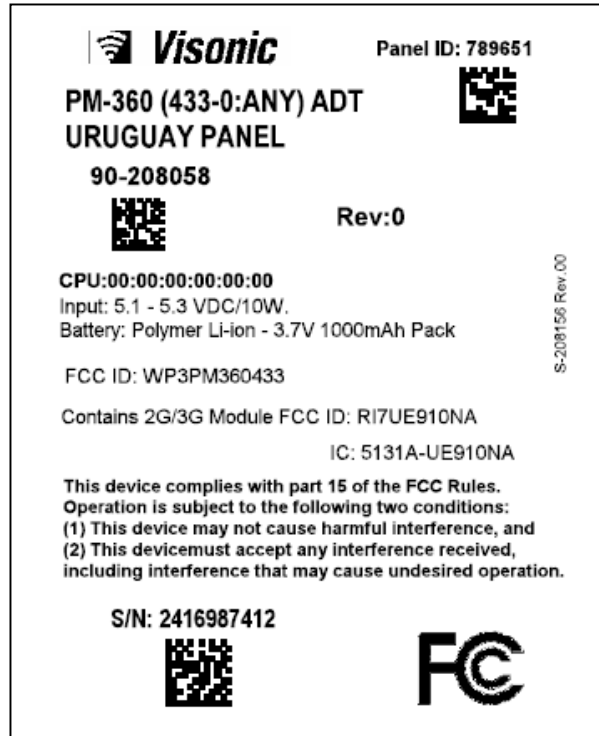 Visonic
Panel ID: 789651
PM-360 (433-0:ANY) ADT
URUGUAY PANEL
90-208058
Rev:0
CPU:00:00:00:00:00:00
Input: 5.1 - 5.3 VDC/10W.
Battery: Polymer Li-ion - 3.7V 1000mAh Pack
S-208156 Rev.00
FCC ID: WP3PM360433
Contains 2G/3G Module FCC ID: RI7UE910NA
IC: 5131A-UE910NA
This device complies with part 15 of the FCC Rules.
Operation is subject to the following two conditions:
(1) This device may not cause harmful interference, and
(2) This devicemust accept any interference received,
including interference that may cause undesired operation.
S/N: 2416987412
FC